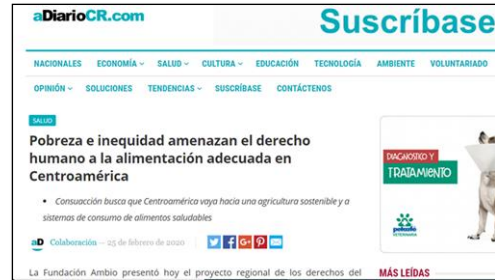 aDiarioCR.com
Suscríbase
NACIONALES ECONOMÍA SALUD CULTURA EDUCACIÓN TECNOLOGÍA AMBIENTE VOLUNTARIADO
OPINIÓN SOLUCIONES TENDENCIAS SUSCRÍBASE CONTÁCTENOS
SALUD
Pobreza e inequidad amenazan el derecho
humano a la alimentación adecuada en
Centroamérica
• Consuacción busca que Centroamérica vaya hacia una agricultura sostenible y a
sistemas de consumo de alimentos saludables
aD Colaboración — 25 de febrero de 2020
La Fundación Ambio presentó hoy el proyecto regional de los derechos del
DIAGNOSTICO Y
TRATAMIENTO
MÁS LEÍDAS